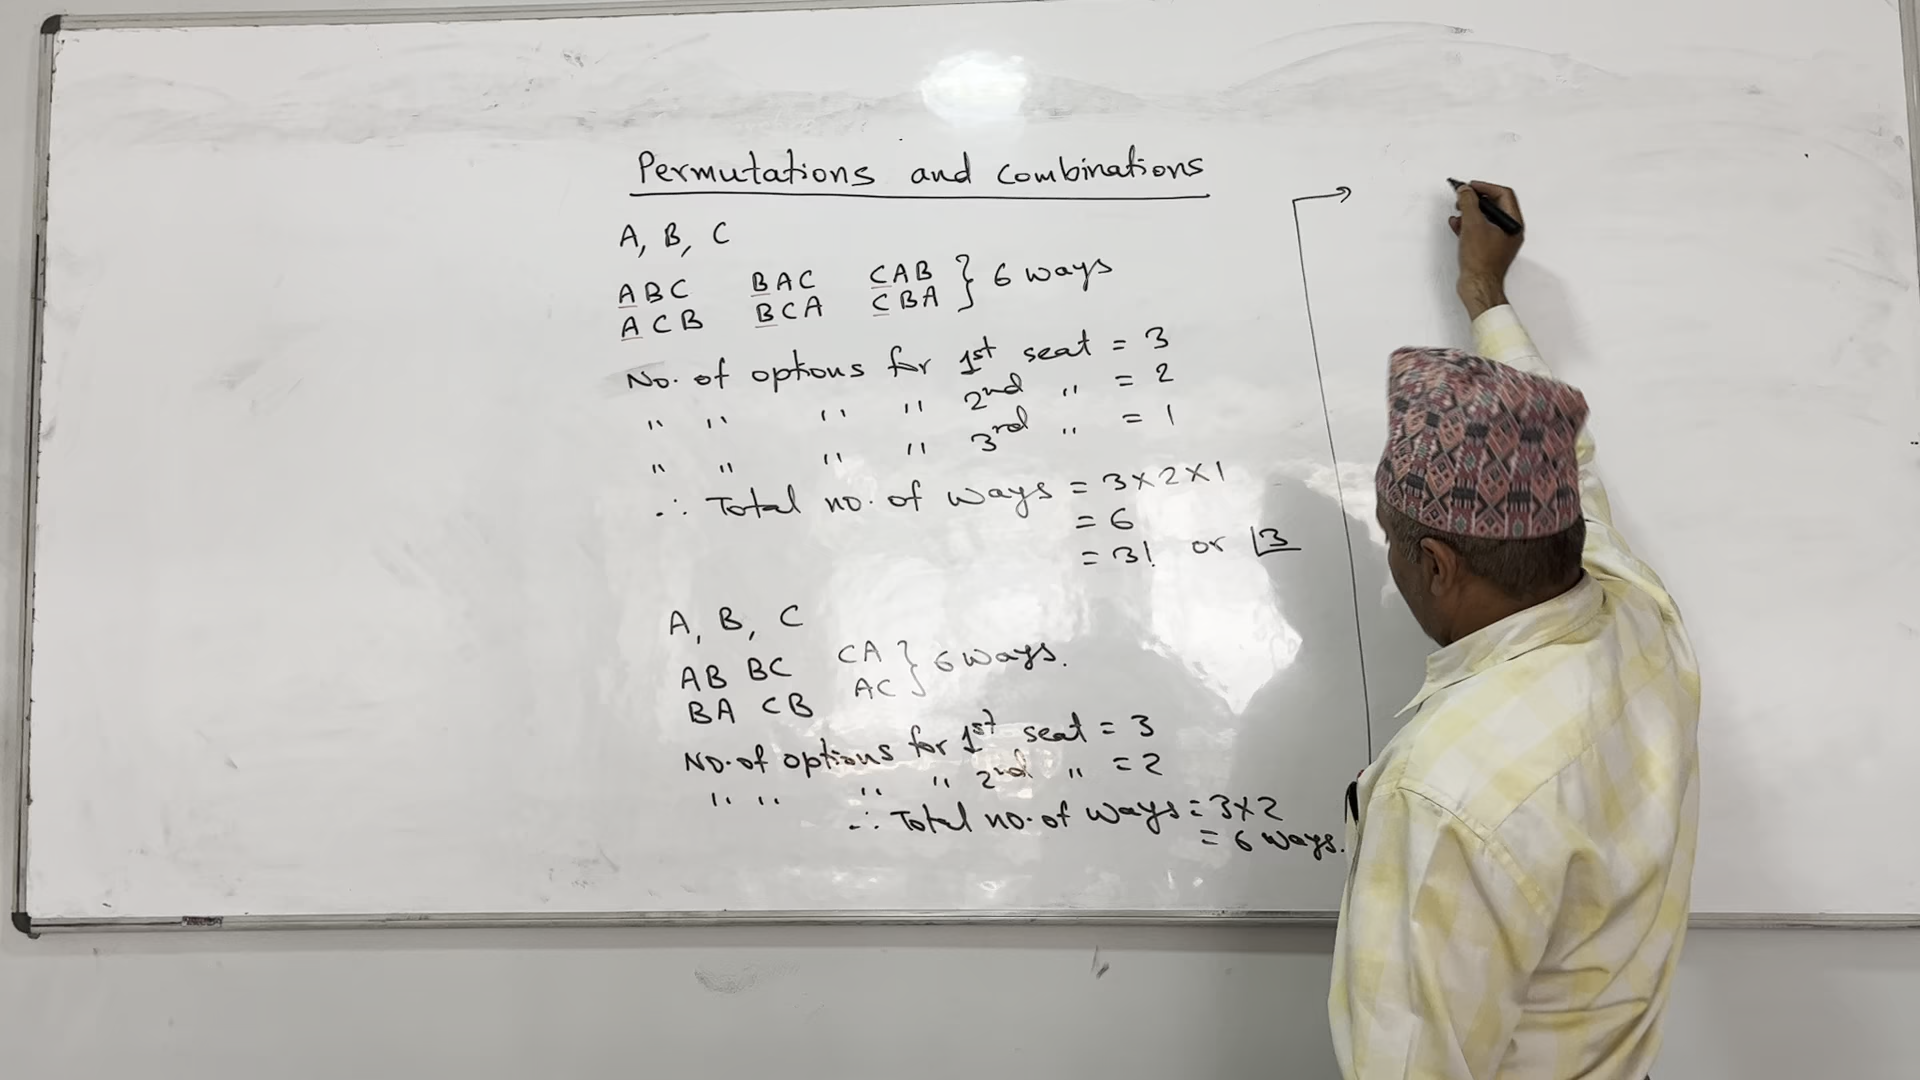 Permutations and combinations
A, B, C
ABC BAC CAB } 6 ways
ACB BCA CBA
No. of options for 1st seat = 3
" " " " 2nd " = 2
" " " " 3rd " = 1
∴ Total no. of ways = 3×2×1
= 6
= 3! or |3
A, B, C
AB BC CA } 6 ways.
BA CB AC
No. of options for 1st seat = 3
" " " " 2nd " = 2
∴ Total no. of ways = 3×2
= 6 ways.